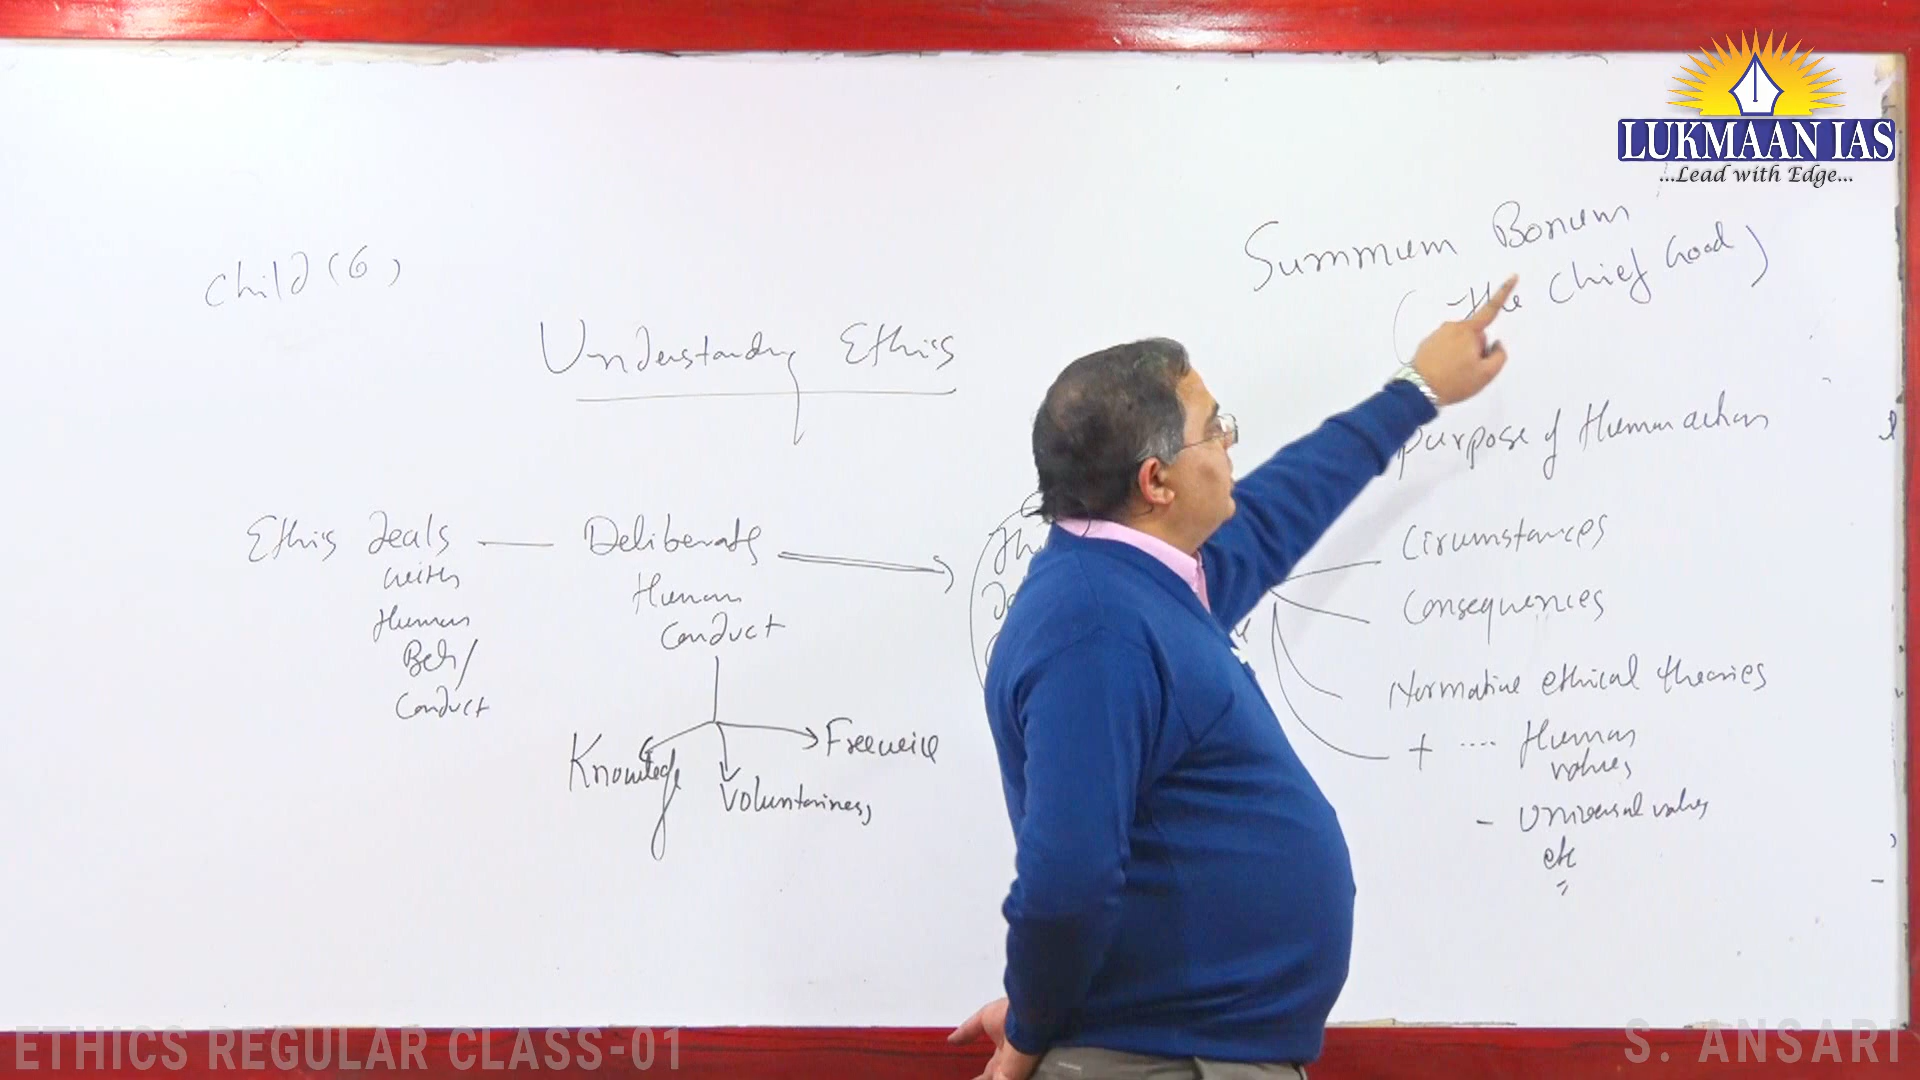 LUKMAAN IAS
...Lead with Edge...
Summum Bonum
(The Chief Good)
Child (6)
Understanding Ethics
Purpose of Human actions
Ethics deals
with
Human
Beh/
Conduct
Deliberate
Human
Conduct
Knowledge
Voluntariness
Freewill
Circumstances
Consequences
Normative ethical theories
+ .... Human
values
- Universal values
etc
ETHICS REGULAR CLASS-01
S. ANSARI